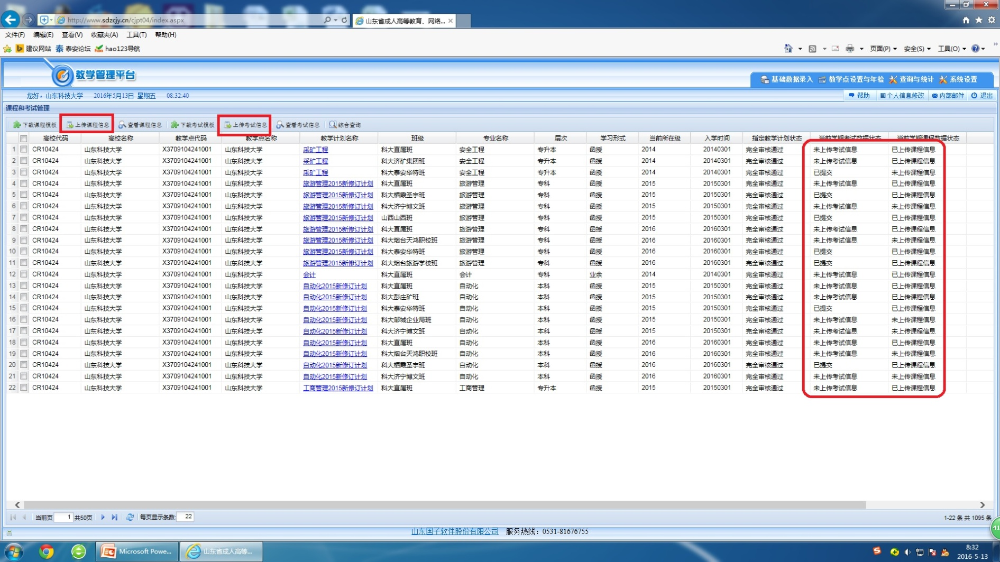 http://www.sdzcjy.cn/cjpt04/index.aspx
山东省成人高等教育、网络...
文件(F) 编辑(E) 查看(V) 收藏夹(A) 工具(T) 帮助(H)
建议网站 泰安论坛 hao123导航
页面(P) 安全(S) 工具(O)
教学管理平台
基础数据录入 教学点设置与年检 查询与统计 系统设置
您好，山东科技大学 2016年5月13日 星期五 08:32:40
帮助 个人信息修改 内部邮件 退出
课程和考试管理
下载课程模板 上传课程信息 查看课程信息 下载考试模板 上传考试信息 查看考试信息 综合查询
高校代码 高校名称 教学点代码 教学点名称 教学计划名称 班级 专业名称 层次 学习形式 当前所在级 入学时间 指定教学计划状态 当前学期考试数据状态 当前学期课程数据状态
1 CR10424 山东科技大学 X3709104241001 山东科技大学 采矿工程 科大直属班 安全工程 专升本 函授 2014 20140301 完全审核通过 未上传考试信息 已上传课程信息
2 CR10424 山东科技大学 X3709104241001 山东科技大学 采矿工程 科大济矿集团班 安全工程 专升本 函授 2014 20140301 完全审核通过 未上传考试信息 已上传课程信息
3 CR10424 山东科技大学 X3709104241001 山东科技大学 采矿工程 科大泰安华特班 安全工程 专升本 函授 2014 20140301 完全审核通过 已提交 未上传课程信息
4 CR10424 山东科技大学 X3709104241001 山东科技大学 旅游管理2015新修订计划 科大直属班 旅游管理 专科 函授 2015 20150301 完全审核通过 未上传考试信息 已上传课程信息
5 CR10424 山东科技大学 X3709104241001 山东科技大学 旅游管理2015新修订计划 科大栖霞圣宇班 旅游管理 专科 函授 2015 20150301 完全审核通过 已提交 已上传课程信息
6 CR10424 山东科技大学 X3709104241001 山东科技大学 旅游管理2015新修订计划 科大济宁博文班 旅游管理 专科 函授 2015 20150301 完全审核通过 未上传考试信息 未上传课程信息
7 CR10424 山东科技大学 X3709104241001 山东科技大学 旅游管理2015新修订计划 山西山西班 旅游管理 专科 函授 2015 20150301 完全审核通过 已提交 已上传课程信息
8 CR10424 山东科技大学 X3709104241001 山东科技大学 旅游管理2015新修订计划 科大直属班 旅游管理 专科 函授 2016 20160301 完全审核通过 未上传考试信息 已上传课程信息
9 CR10424 山东科技大学 X3709104241001 山东科技大学 旅游管理2015新修订计划 科大烟台天鸿职校班 旅游管理 专科 函授 2016 20160301 完全审核通过 未上传考试信息 未上传课程信息
10 CR10424 山东科技大学 X3709104241001 山东科技大学 旅游管理2015新修订计划 科大泰安华特班 旅游管理 专科 函授 2016 20160301 完全审核通过 已提交 已上传课程信息
11 CR10424 山东科技大学 X3709104241001 山东科技大学 旅游管理2015新修订计划 科大烟台旅游学校班 旅游管理 专科 函授 2016 20160301 完全审核通过 已提交 已上传课程信息
12 CR10424 山东科技大学 X3709104241001 山东科技大学 会计 科大直属班 会计 专科 业余 2014 20140301 完全审核通过 未上传考试信息 已上传课程信息
13 CR10424 山东科技大学 X3709104241001 山东科技大学 自动化2015新修订计划 科大直属班 自动化 本科 函授 2015 20150301 完全审核通过 未上传考试信息 已上传课程信息
14 CR10424 山东科技大学 X3709104241001 山东科技大学 自动化2015新修订计划 科大彭庄矿班 自动化 本科 函授 2015 20150301 完全审核通过 未上传考试信息 已上传课程信息
15 CR10424 山东科技大学 X3709104241001 山东科技大学 自动化2015新修订计划 科大泰安华特班 自动化 本科 函授 2015 20150301 完全审核通过 已提交 已上传课程信息
16 CR10424 山东科技大学 X3709104241001 山东科技大学 自动化2015新修订计划 科大邹城企业局班 自动化 本科 函授 2015 20150301 完全审核通过 未上传考试信息 未上传课程信息
17 CR10424 山东科技大学 X3709104241001 山东科技大学 自动化2015新修订计划 科大济宁博文班 自动化 本科 函授 2015 20150301 完全审核通过 未上传考试信息 未上传课程信息
18 CR10424 山东科技大学 X3709104241001 山东科技大学 自动化2015新修订计划 科大直属班 自动化 本科 函授 2016 20160301 完全审核通过 未上传考试信息 已上传课程信息
19 CR10424 山东科技大学 X3709104241001 山东科技大学 自动化2015新修订计划 科大烟台天鸿职校班 自动化 本科 函授 2016 20160301 完全审核通过 未上传考试信息 未上传课程信息
20 CR10424 山东科技大学 X3709104241001 山东科技大学 自动化2015新修订计划 科大栖霞圣宇班 自动化 本科 函授 2016 20160301 完全审核通过 已提交 已上传课程信息
21 CR10424 山东科技大学 X3709104241001 山东科技大学 自动化2015新修订计划 科大济宁博文班 自动化 本科 函授 2016 20160301 完全审核通过 未上传考试信息 未上传课程信息
22 CR10424 山东科技大学 X3709104241001 山东科技大学 工商管理2015新修订计划 科大直属班 工商管理 专升本 函授 2015 20150301 完全审核通过 未上传考试信息 已上传课程信息
当前页 1 共50页 每页显示条数: 22 1-22 条 共 1095 条
41
山东国子软件股份有限公司 服务热线：0531-81676755
Microsoft Powe... 山东省成人高等... 8:32
2016-5-13